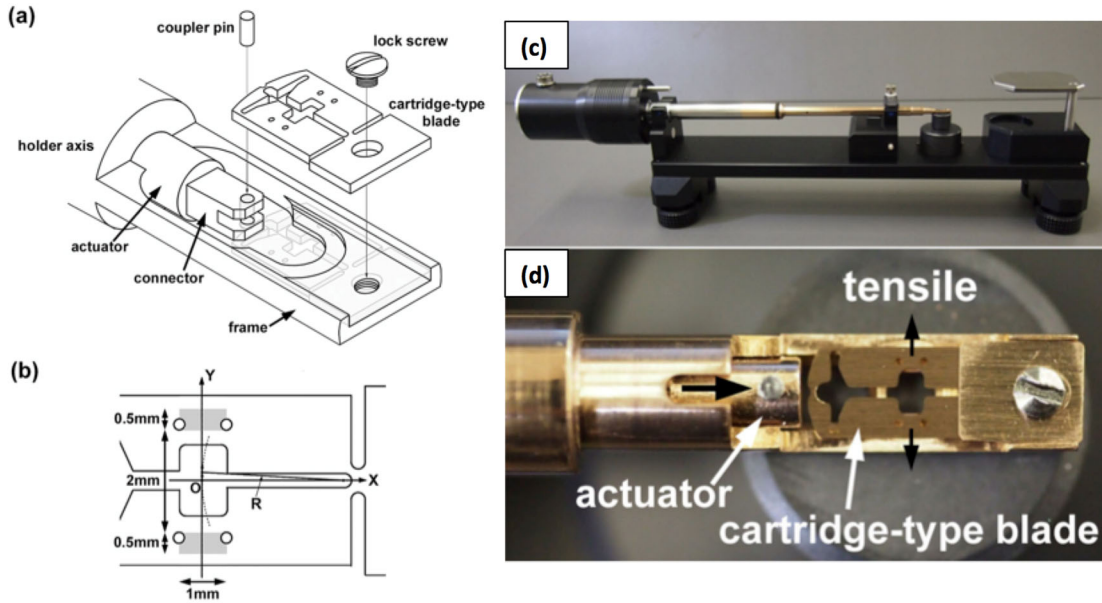 (a)
coupler pin
lock screw
cartridge-type
blade
holder axis
actuator
connector
frame
(b)
Y
0.5mm
2mm
O
X
R
0.5mm
1mm
(c)
(d)
tensile
actuator
cartridge-type blade